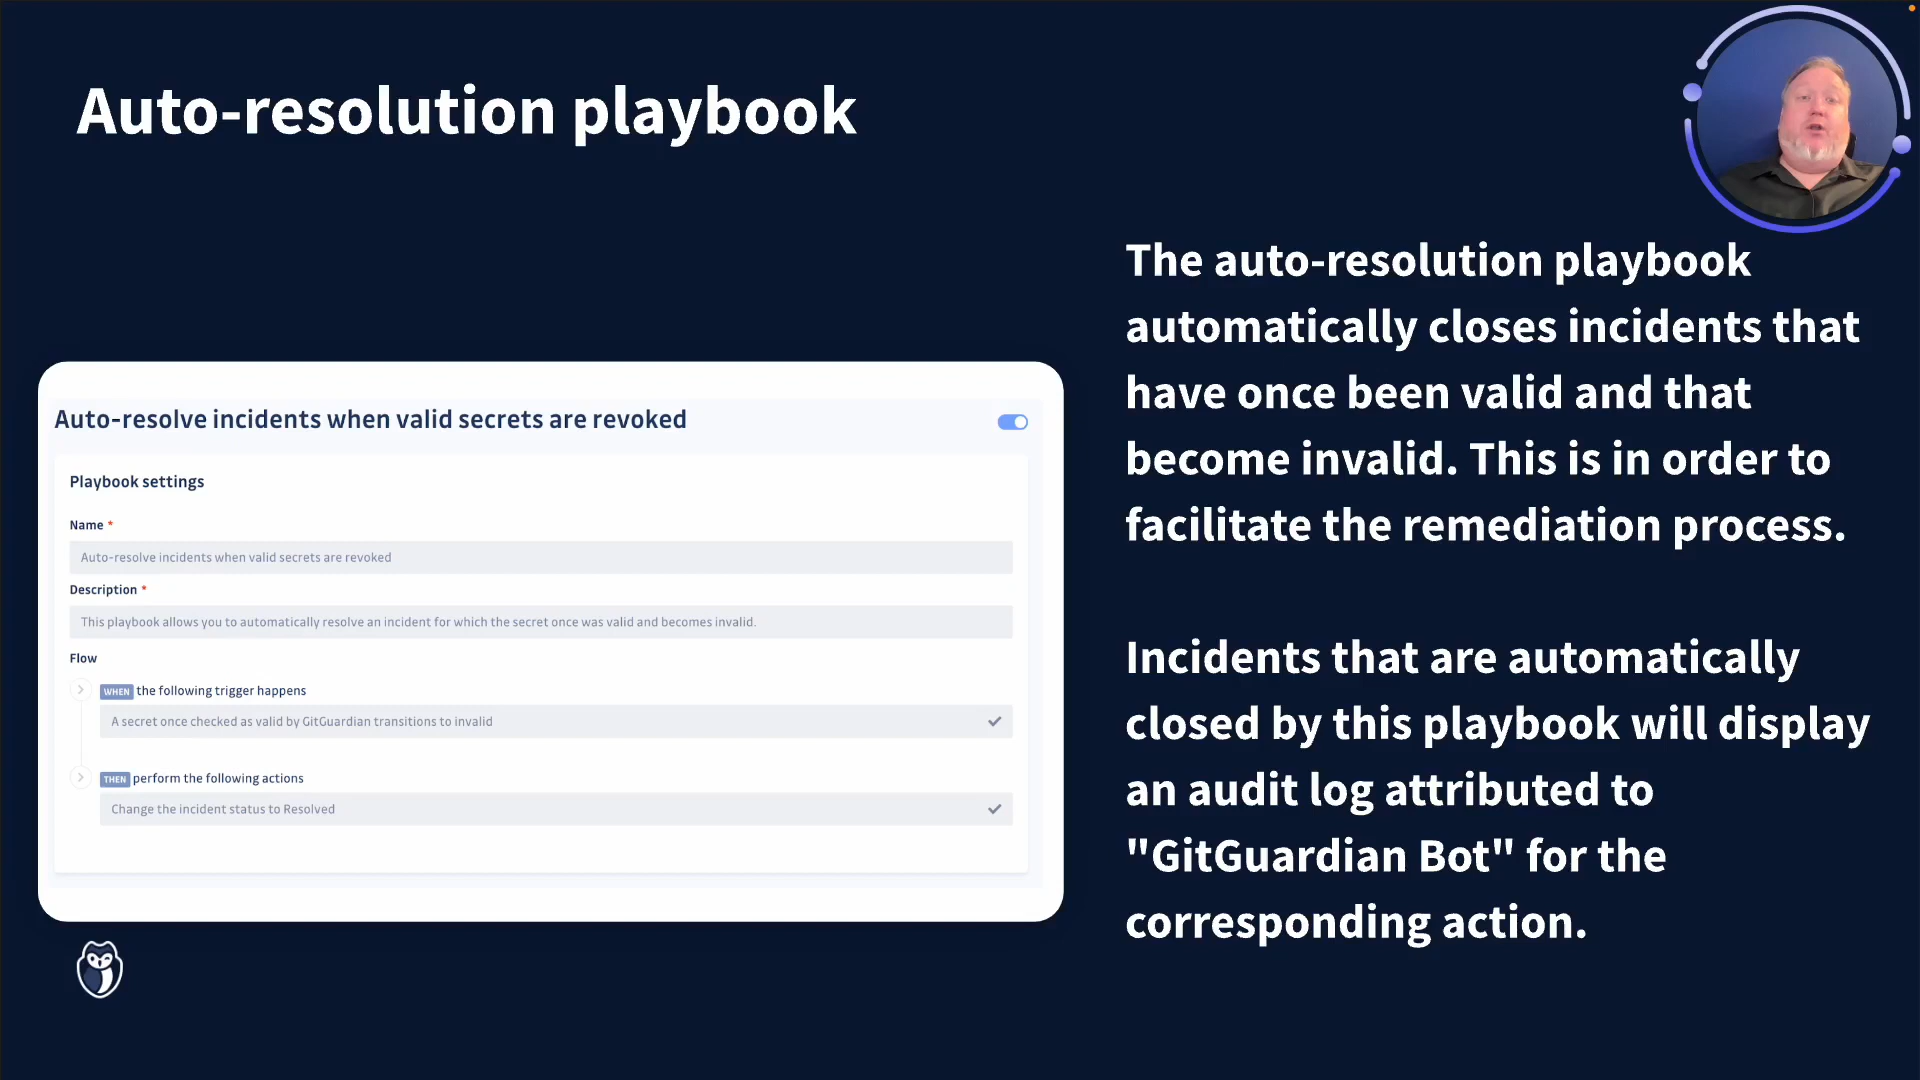 Auto-resolution playbook
The auto-resolution playbook
automatically closes incidents that
have once been valid and that
become invalid. This is in order to
facilitate the remediation process.
Incidents that are automatically
closed by this playbook will display
an audit log attributed to
"GitGuardian Bot" for the
corresponding action.
Auto-resolve incidents when valid secrets are revoked
Playbook settings
Name *
Auto-resolve incidents when valid secrets are revoked
Description *
This playbook allows you to automatically resolve an incident for which the secret once was valid and becomes invalid.
Flow
WHEN the following trigger happens
A secret once checked as valid by GitGuardian transitions to invalid
THEN perform the following actions
Change the incident status to Resolved